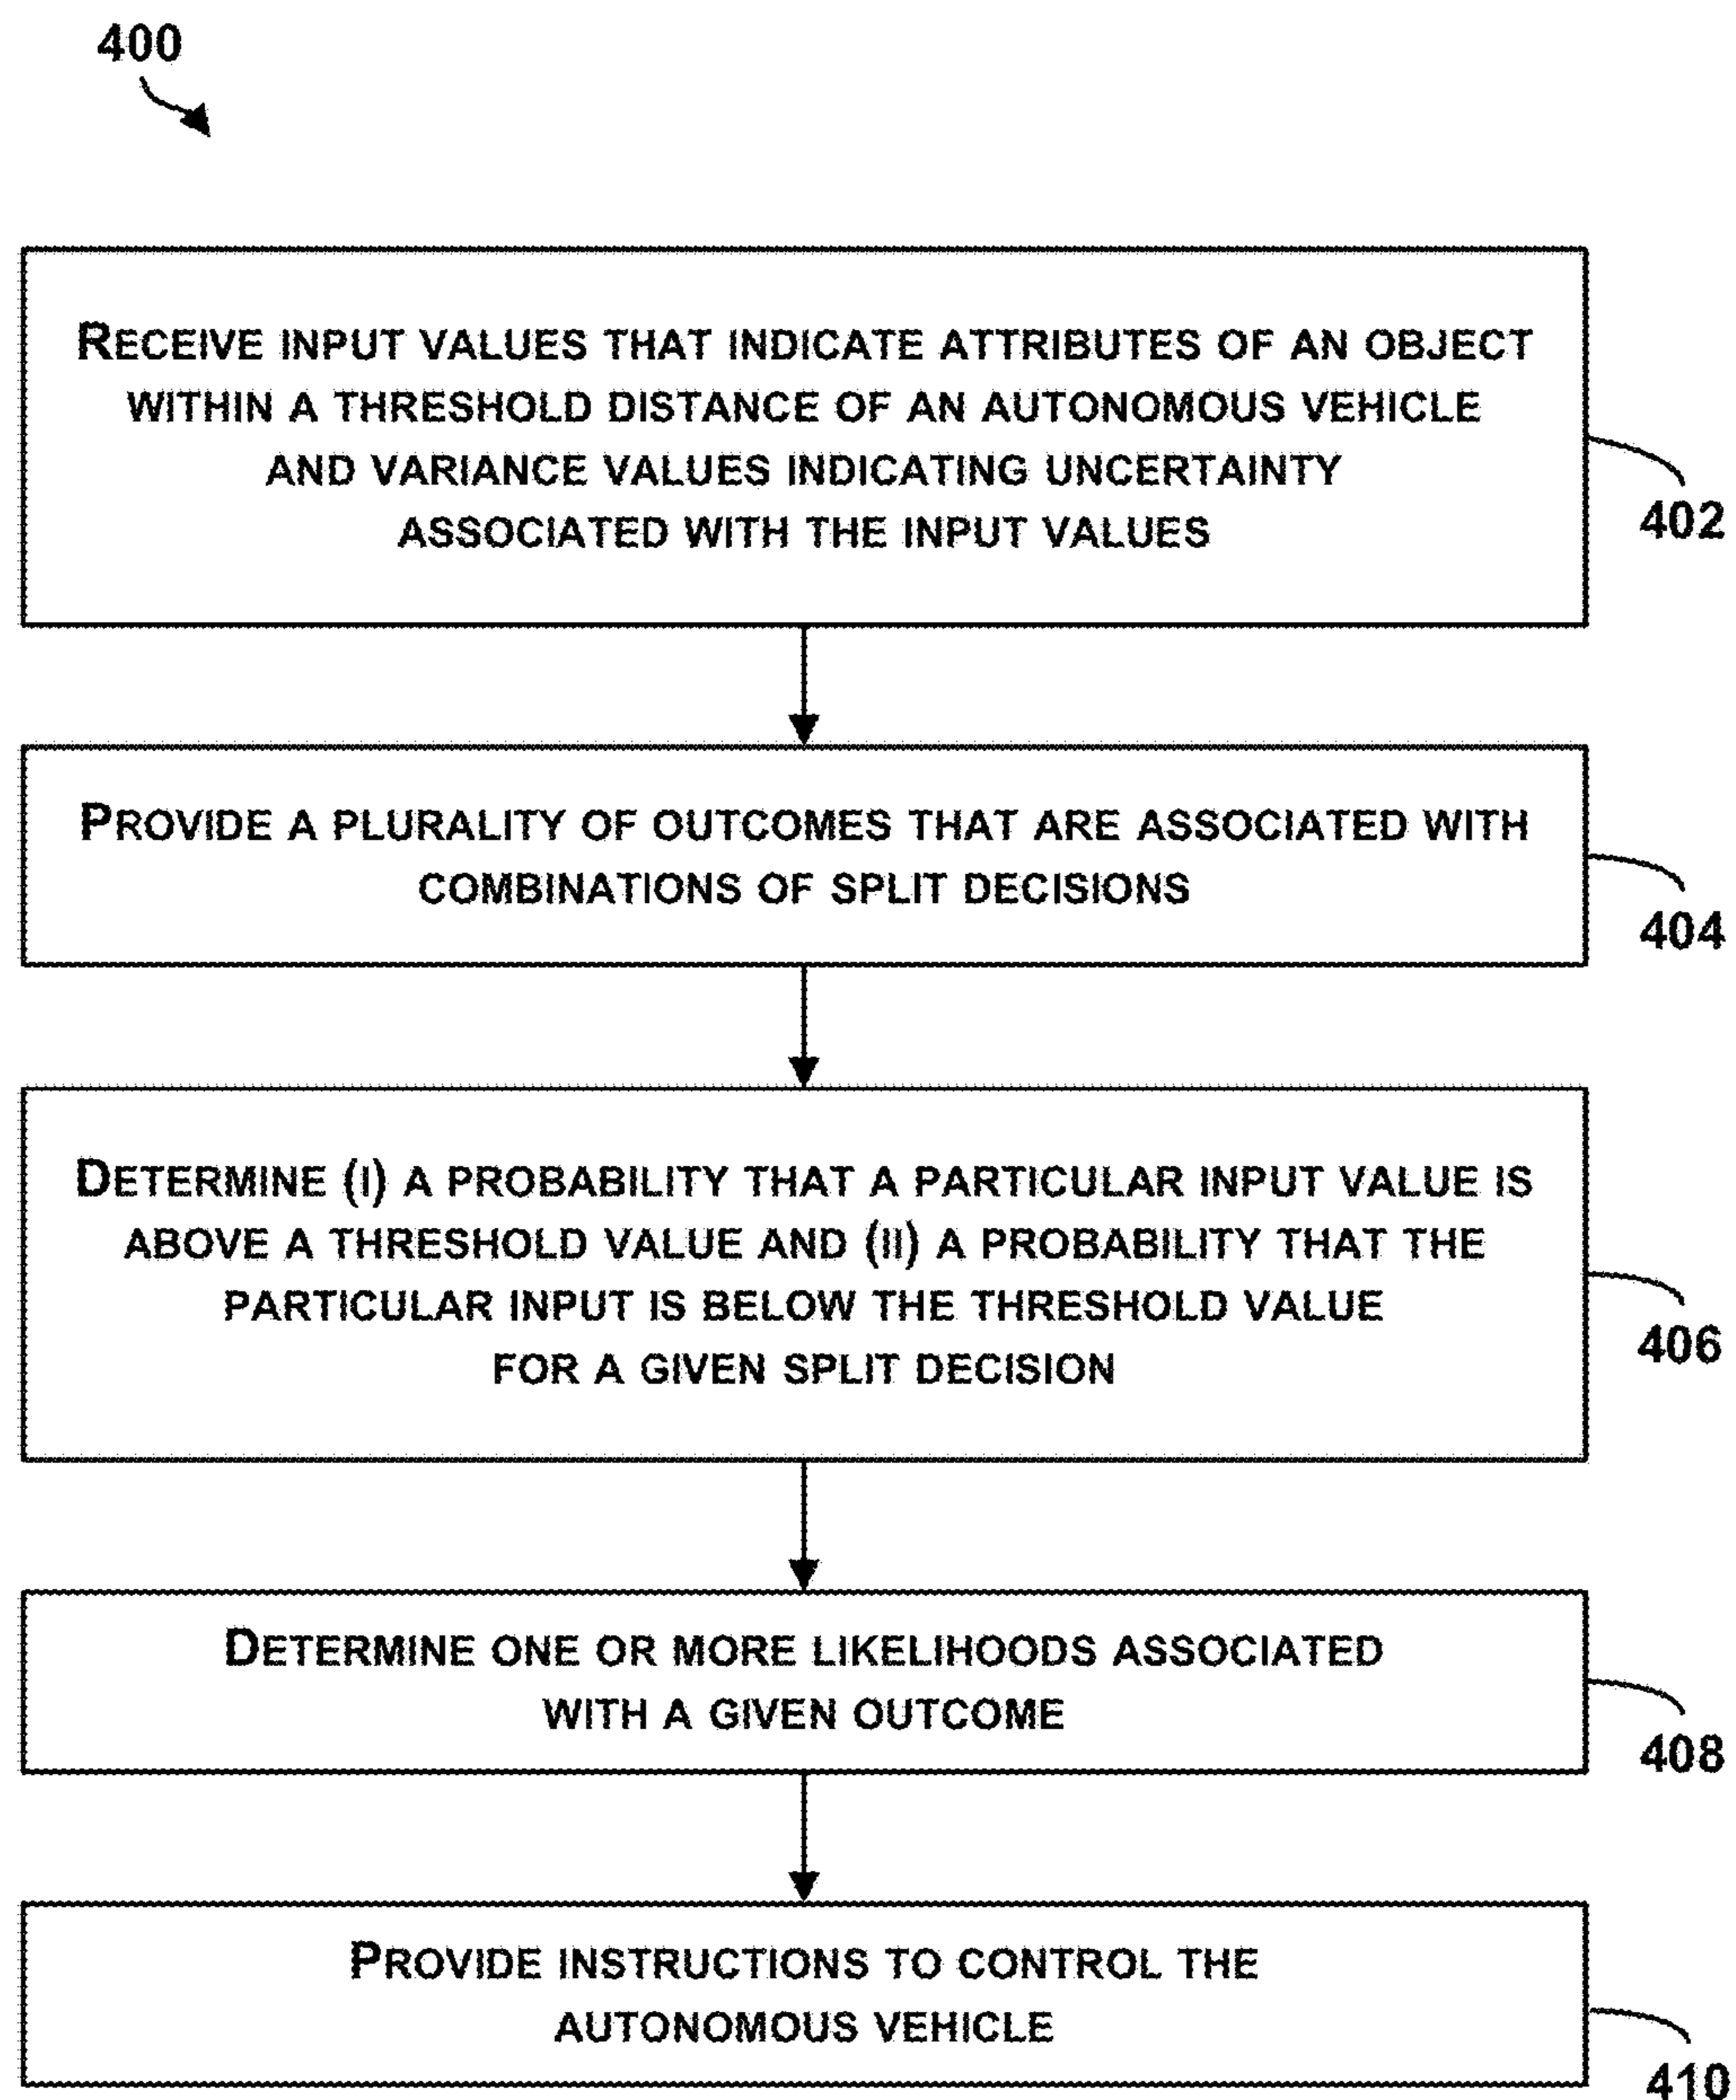 400
RECEIVE INPUT VALUES THAT INDICATE ATTRIBUTES OF AN OBJECT
WITHIN A THRESHOLD DISTANCE OF AN AUTONOMOUS VEHICLE
AND VARIANCE VALUES INDICATING UNCERTAINTY
ASSOCIATED WITH THE INPUT VALUES
402
PROVIDE A PLURALITY OF OUTCOMES THAT ARE ASSOCIATED WITH
COMBINATIONS OF SPLIT DECISIONS
404
DETERMINE (I) A PROBABILITY THAT A PARTICULAR INPUT VALUE IS
ABOVE A THRESHOLD VALUE AND (II) A PROBABILITY THAT THE
PARTICULAR INPUT IS BELOW THE THRESHOLD VALUE
FOR A GIVEN SPLIT DECISION
406
DETERMINE ONE OR MORE LIKELIHOODS ASSOCIATED
WITH A GIVEN OUTCOME
408
PROVIDE INSTRUCTIONS TO CONTROL THE
AUTONOMOUS VEHICLE
410